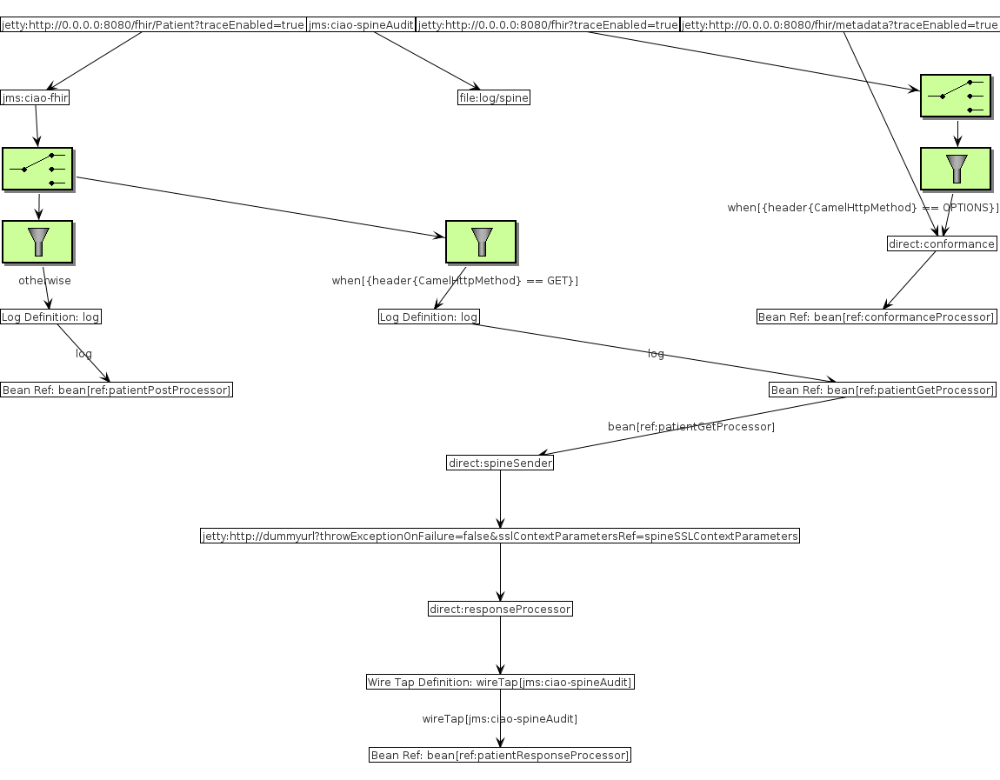 jetty:http://0.0.0.0:8080/fhir/Patient?traceEnabled=true
jms:ciao-spineAudit
jetty:http://0.0.0.0:8080/fhir?traceEnabled=true
jetty:http://0.0.0.0:8080/fhir/metadata?traceEnabled=true
jms:ciao-fhir
file:log/spine
when[{header{CamelHttpMethod} == OPTIONS}]
direct:conformance
otherwise
when[{header{CamelHttpMethod} == GET}]
Log Definition: log
Log Definition: log
Bean Ref: bean[ref:conformanceProcessor]
log
log
Bean Ref: bean[ref:patientPostProcessor]
Bean Ref: bean[ref:patientGetProcessor]
bean[ref:patientGetProcessor]
direct:spineSender
jetty:http://dummyurl?throwExceptionOnFailure=false&sslContextParametersRef=spineSSLContextParameters
direct:responseProcessor
Wire Tap Definition: wireTap[jms:ciao-spineAudit]
wireTap[jms:ciao-spineAudit]
Bean Ref: bean[ref:patientResponseProcessor]